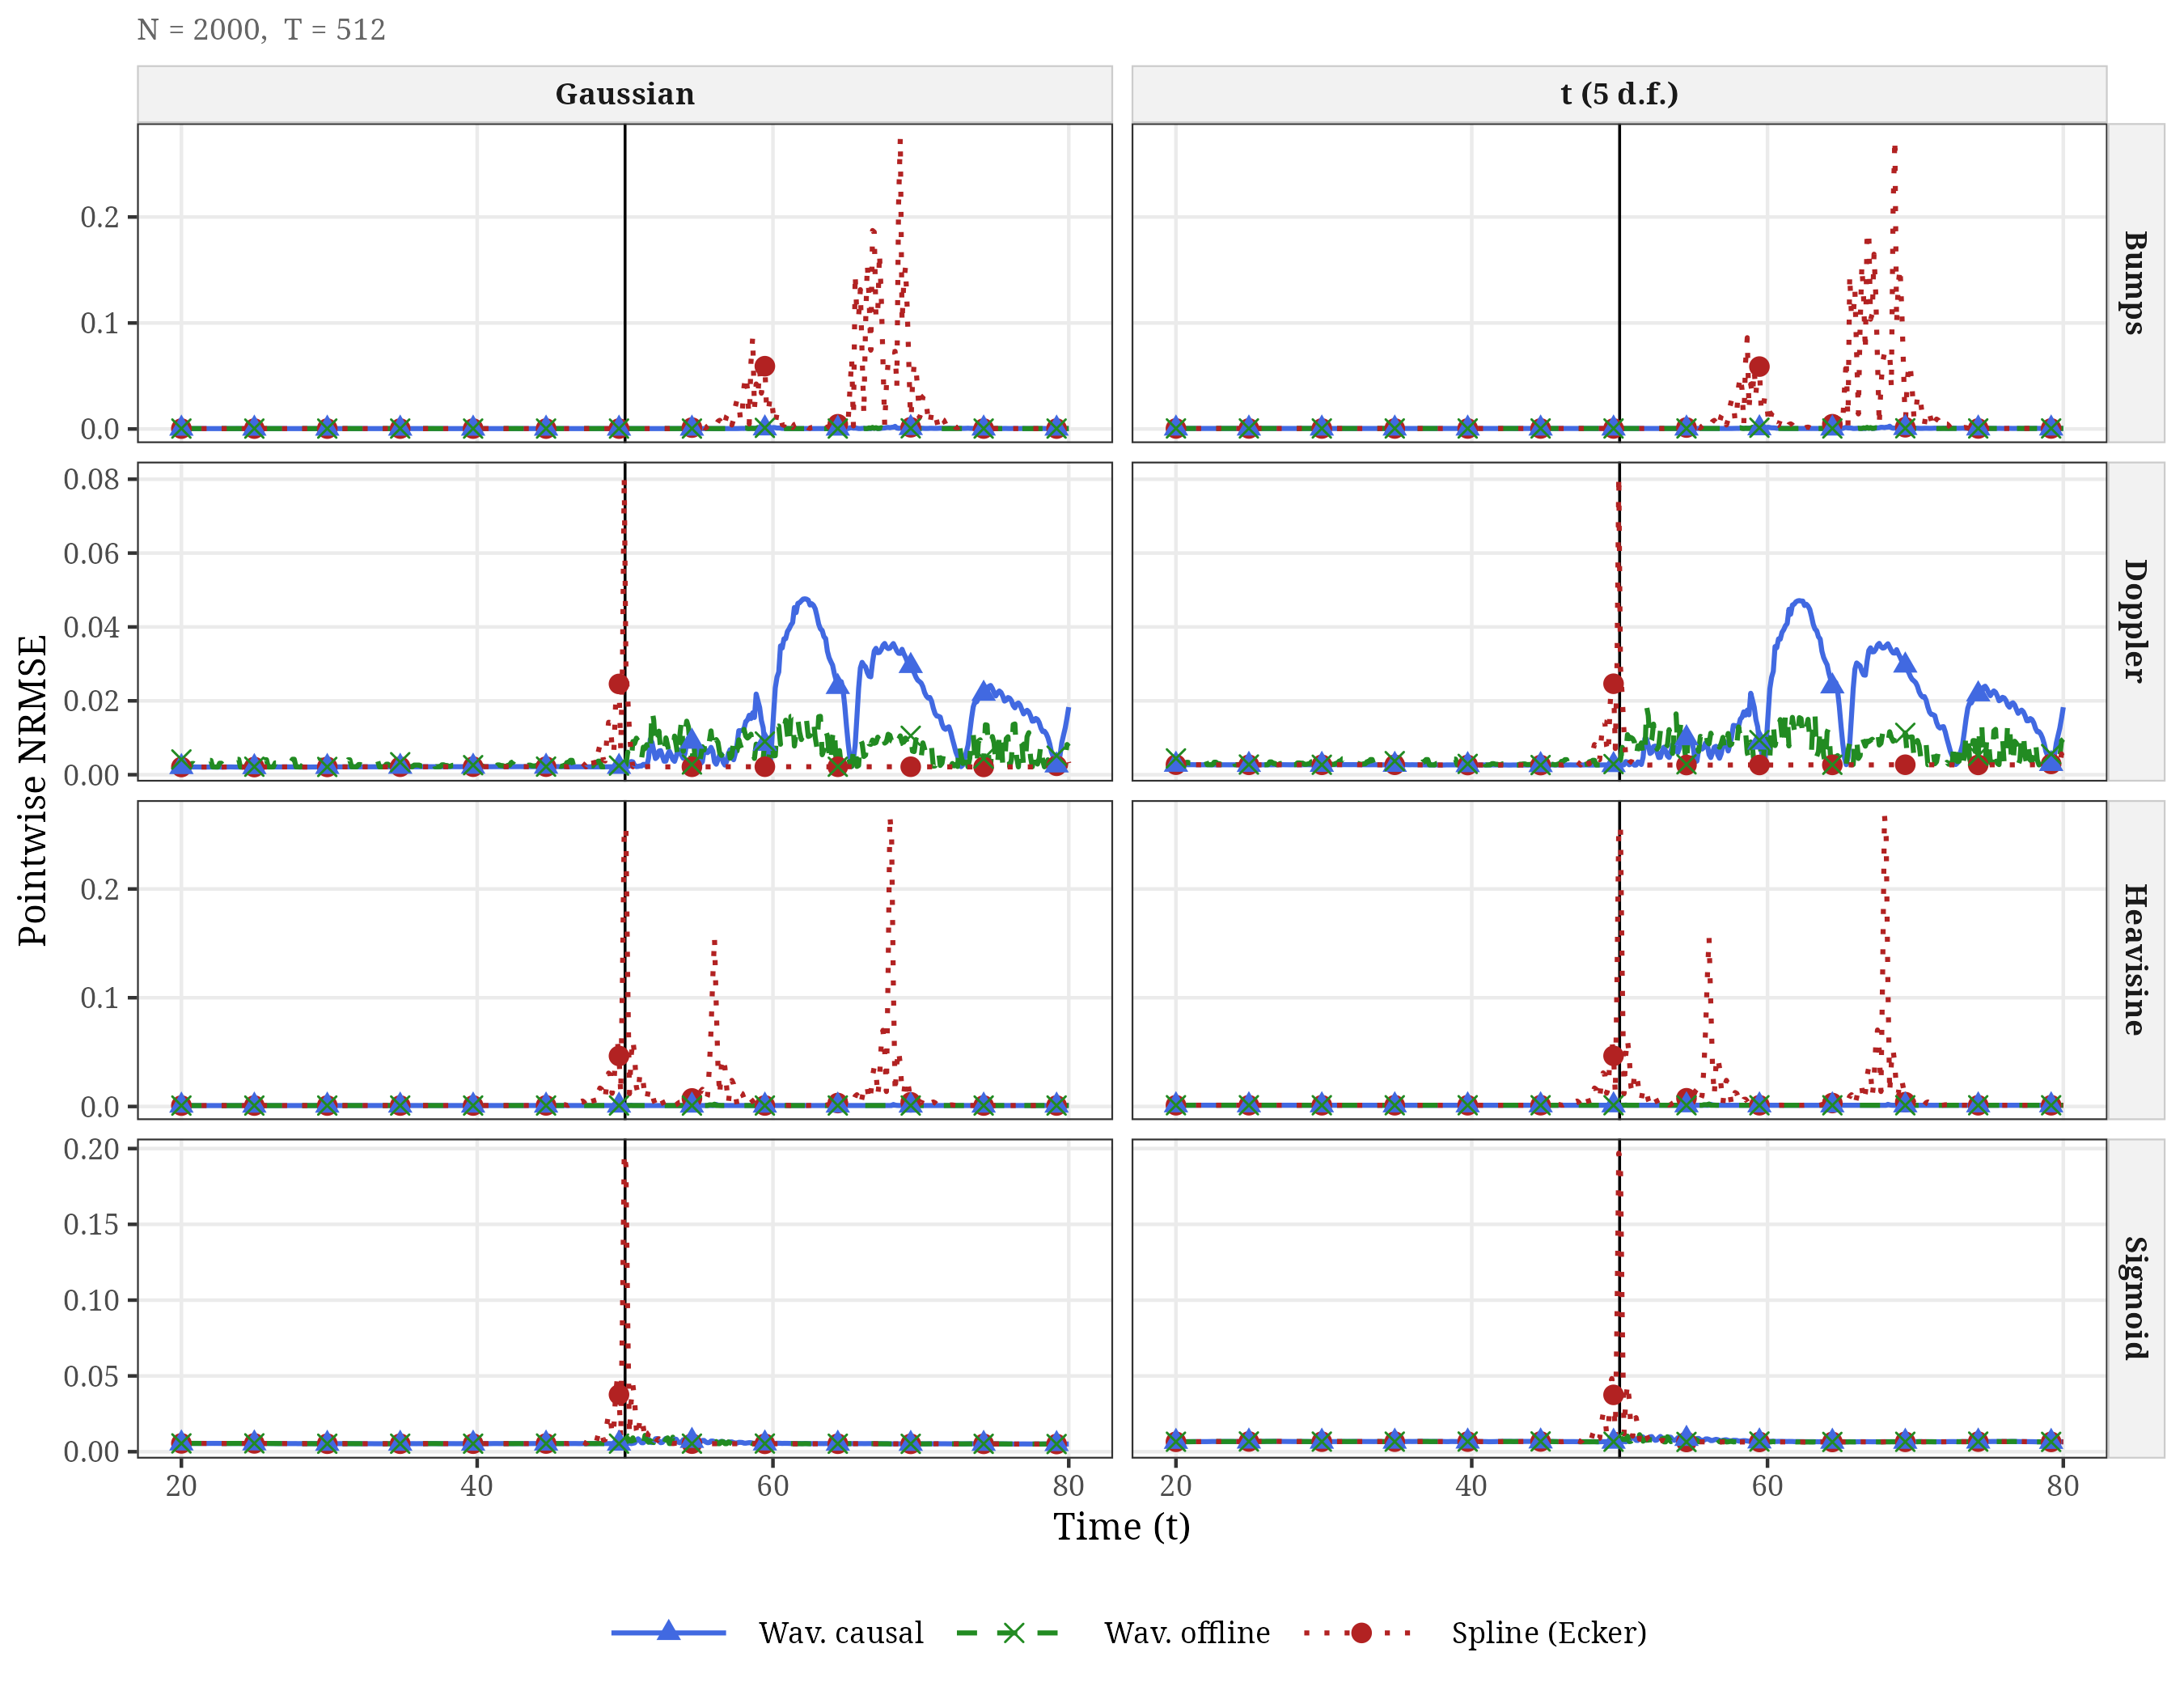 N = 2000, T = 512
Gaussian
t (5 d.f.)
Pointwise NRMSE
0.2
0.1
0.0
Bumps
0.08
0.06
0.04
0.02
0.00
Doppler
0.2
0.1
0.0
Heavisine
0.20
0.15
0.10
0.05
0.00
Sigmoid
20 40 60 80 20 40 60 80
Time (t)
Wav. causal Wav. offline Spline (Ecker)